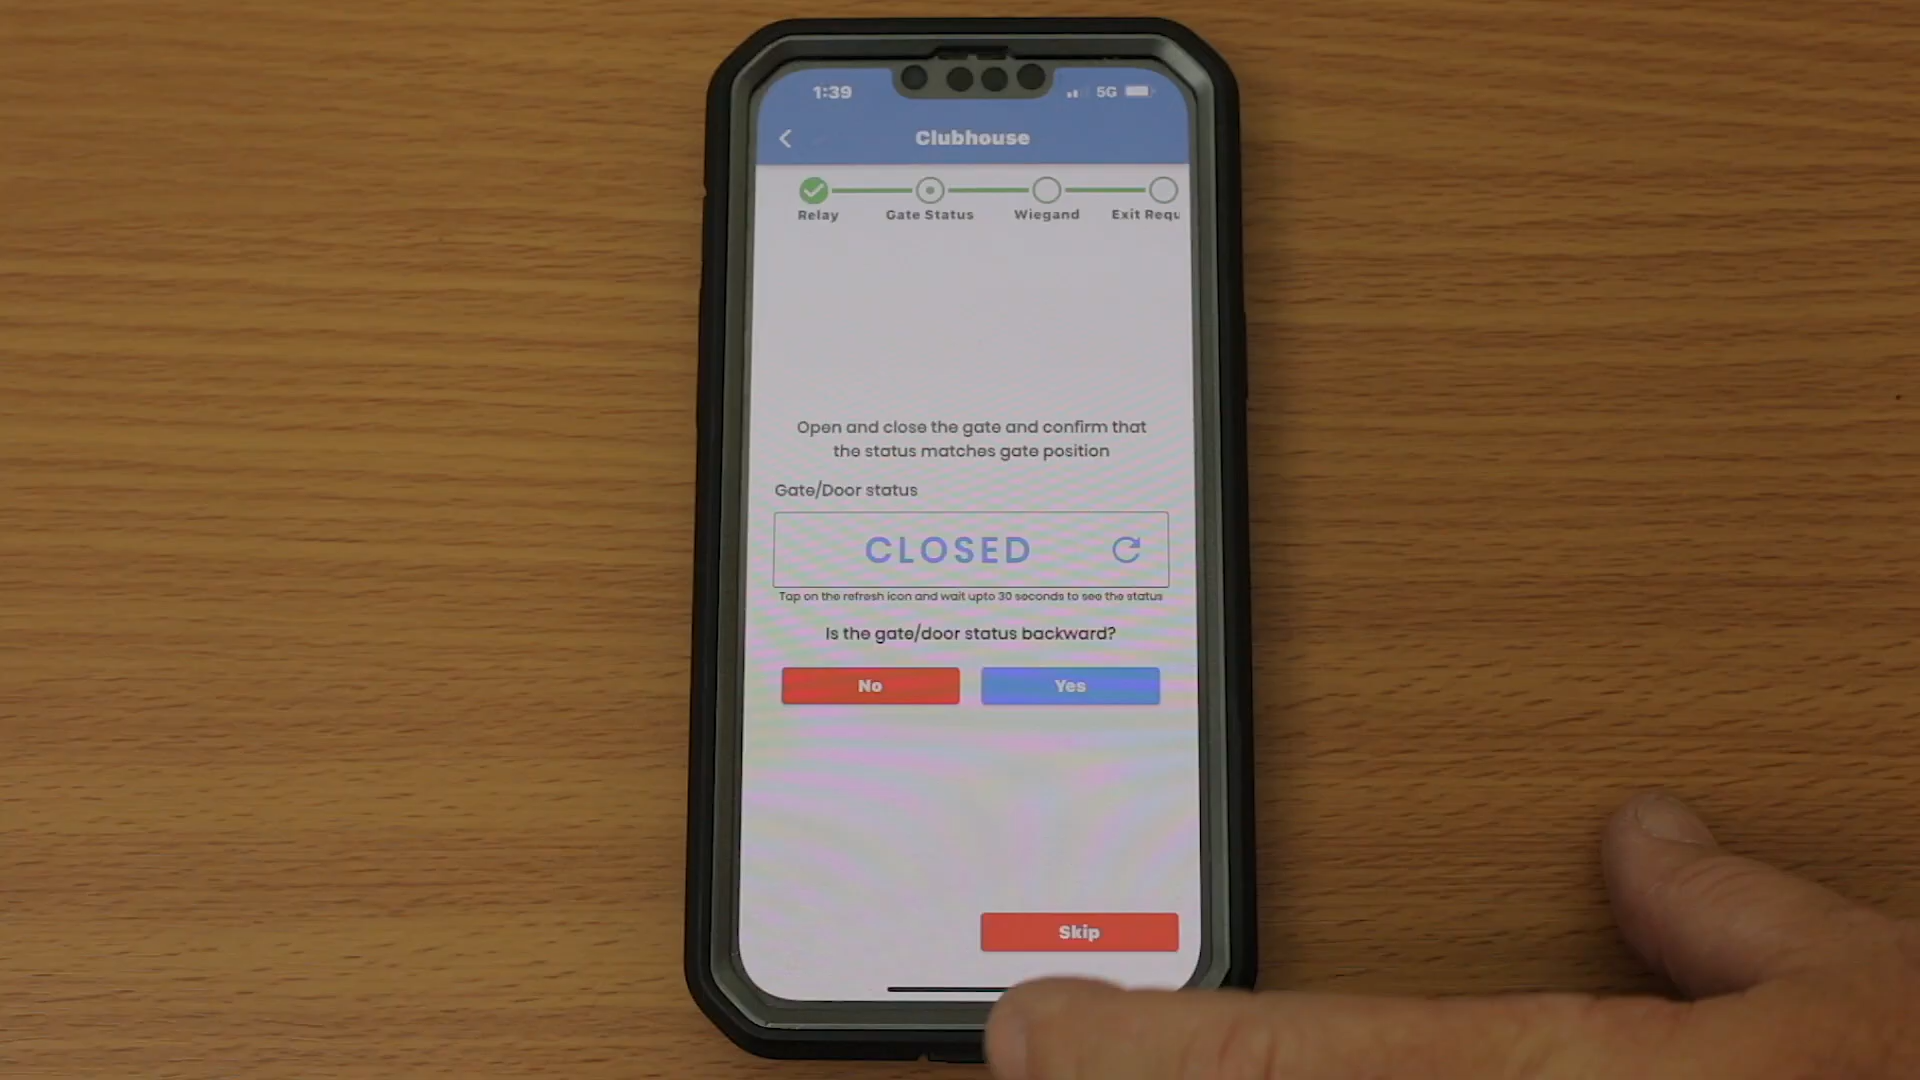 1:39
5G
Clubhouse
Relay
Gate Status
Wiegand
Exit Requ
Open and close the gate and confirm that
the status matches gate position
Gate/Door status
CLOSED
Tap on the refresh icon and wait upto 30 seconds to see the status
Is the gate/door status backward?
No
Yes
Skip